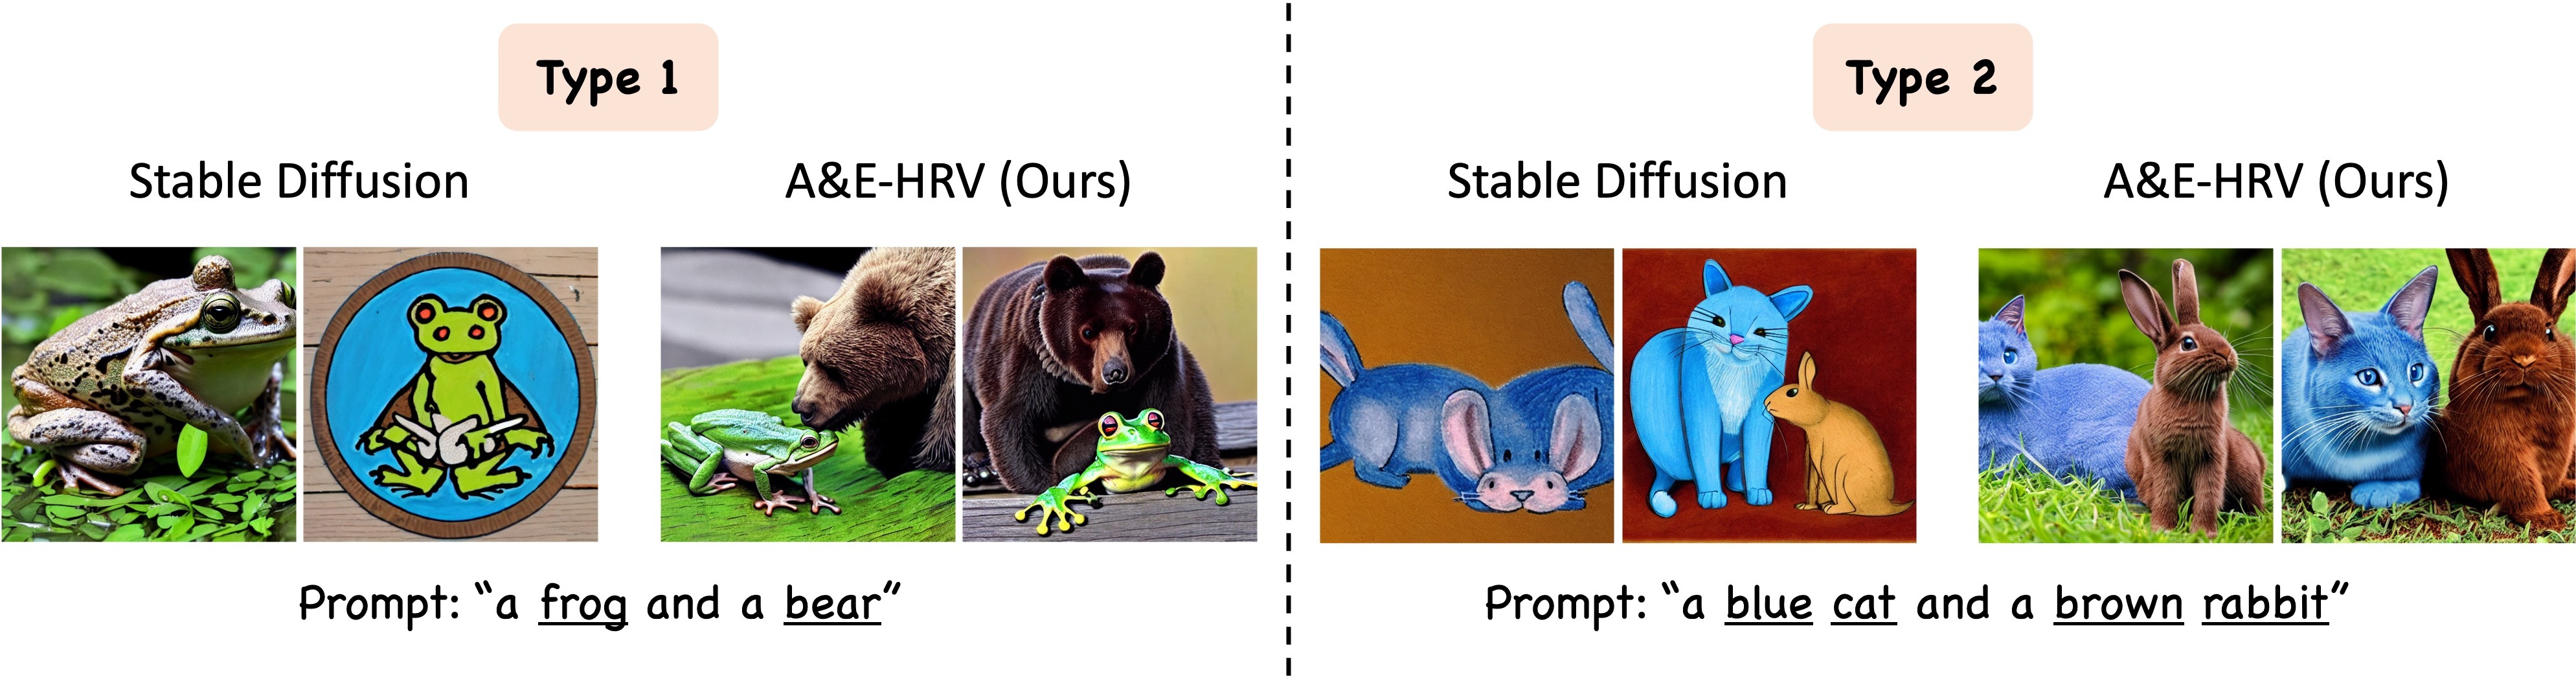 Type 1
Stable Diffusion
A&E-HRV (Ours)
Prompt: “a frog and a bear”
Type 2
Stable Diffusion
A&E-HRV (Ours)
Prompt: “a blue cat and a brown rabbit”